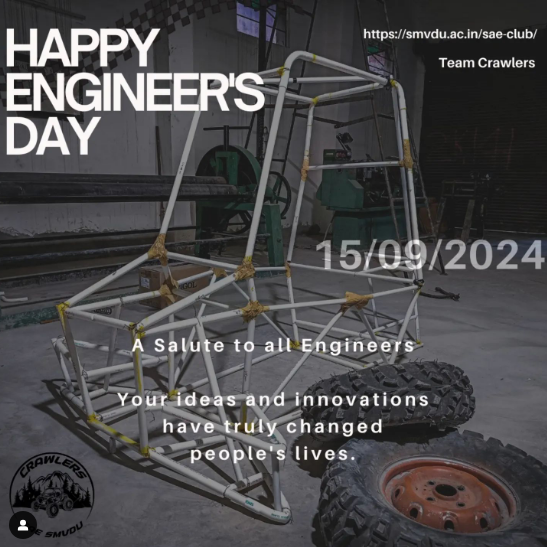 HAPPY
ENGINEER'S
DAY
https://smvdu.ac.in/sae-club/
Team Crawlers
15/09/2024
A Salute to all Engineers
Your ideas and innovations
have truly changed
people's lives.
CRAWLERS
SMVDU